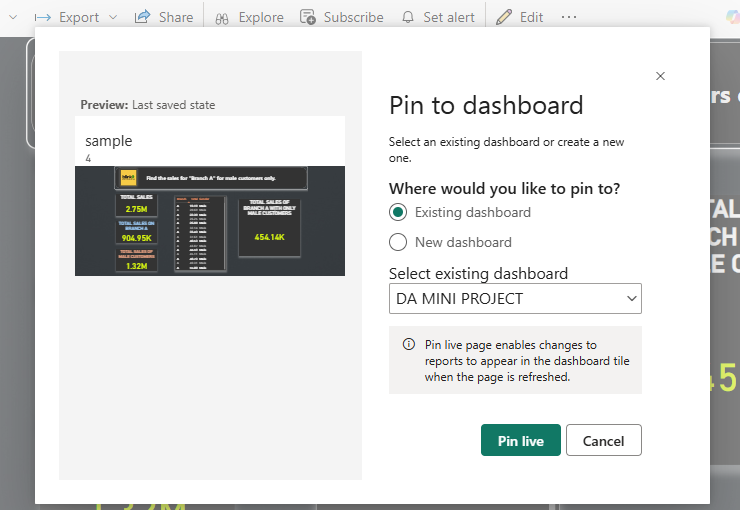 Export
Share
Explore
Subscribe
Set alert
Edit
Pin to dashboard
Preview: Last saved state
sample
4
Find the sales for "Branch A" for male customers only.
TOTAL SALES
2.75M
TOTAL SALES ON
BRANCH A
904.95K
TOTAL SALES OF
MALE CUSTOMERS
1.32M
TOTAL SALES OF
BRANCH A WITH ONLY
MALE CUSTOMERS
454.14K
Select an existing dashboard or create a new
one.
Where would you like to pin to?
Existing dashboard
New dashboard
Select existing dashboard
DA MINI PROJECT
Pin live page enables changes to
reports to appear in the dashboard tile
when the page is refreshed.
Pin live
Cancel